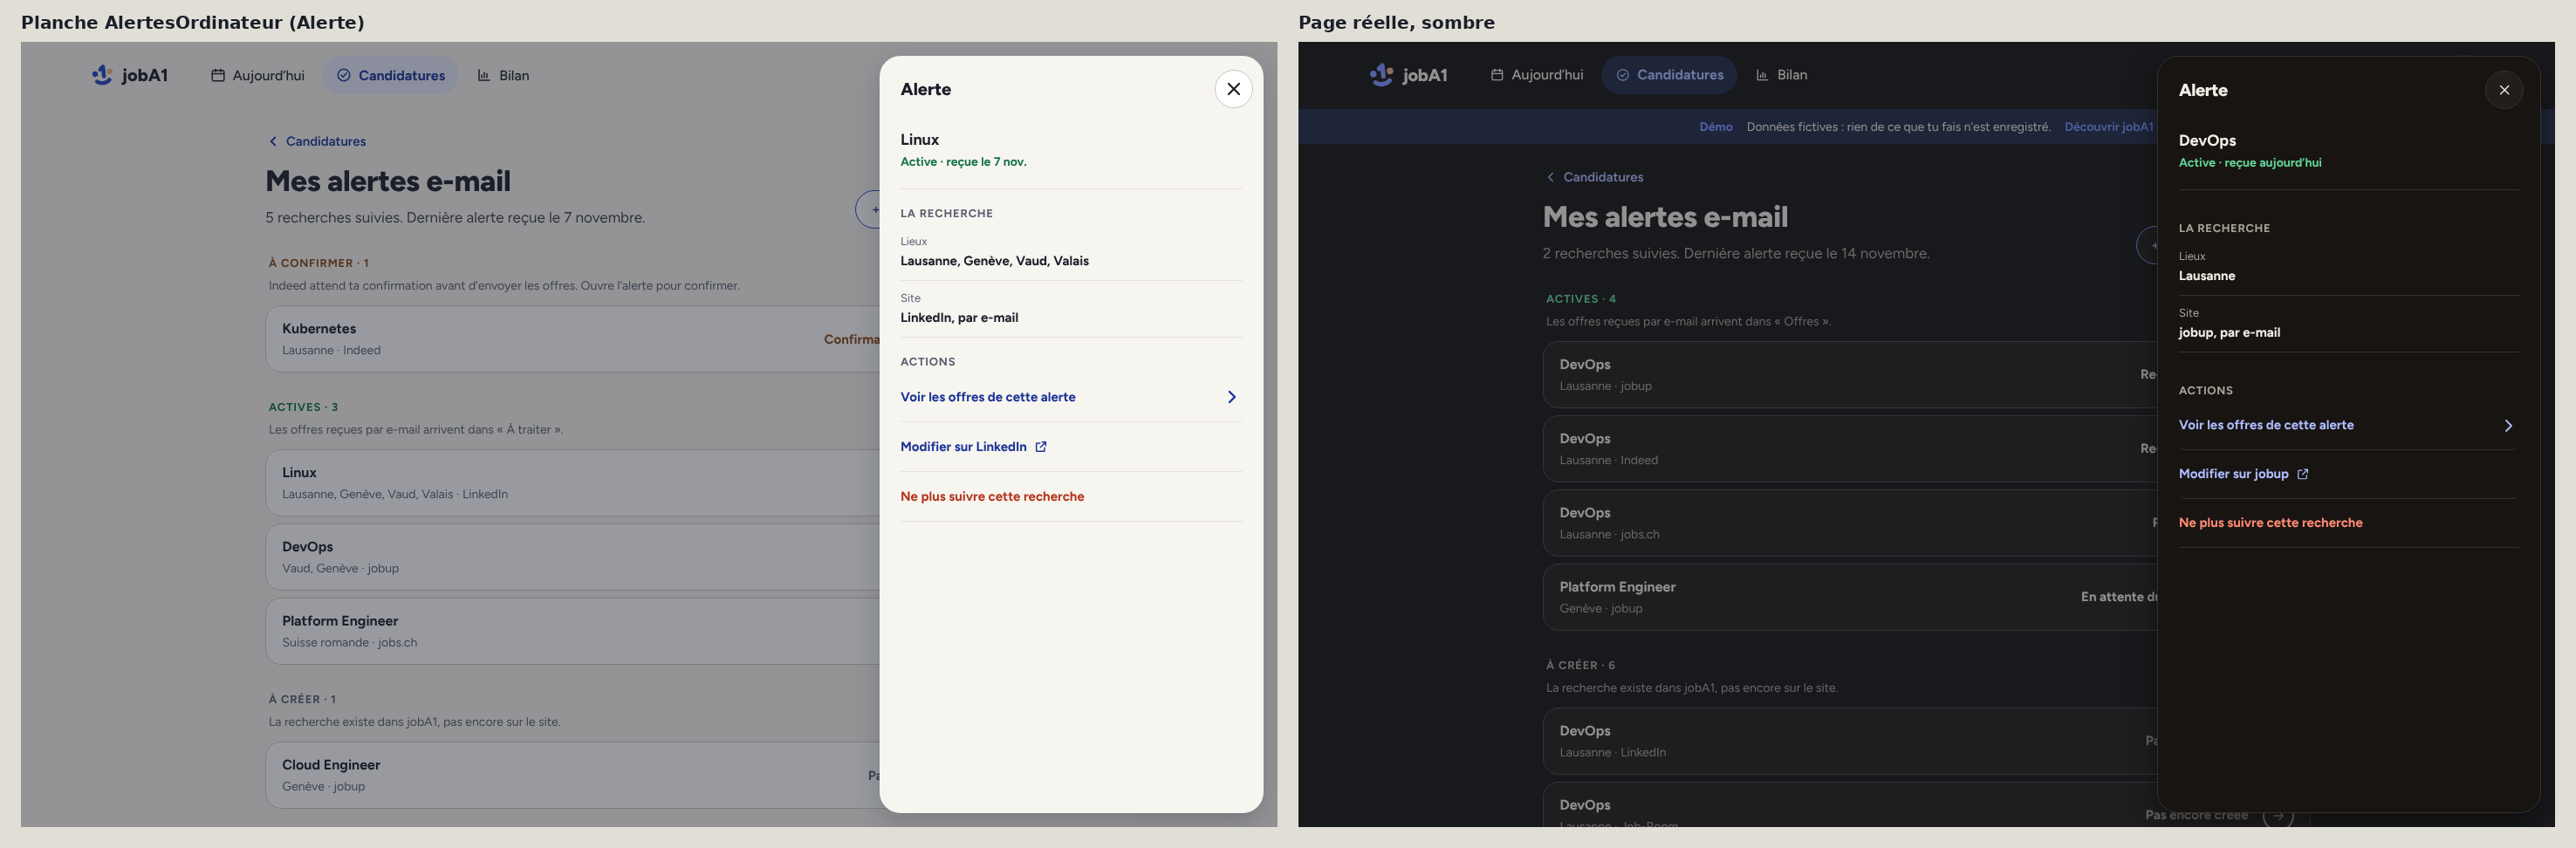 Planche AlertesOrdinateur (Alerte)
jobA1
Aujourd'hui
Candidatures
Bilan
Candidatures
Mes alertes e-mail
5 recherches suivies. Dernière alerte reçue le 7 novembre.
À CONFIRMER · 1
Indeed attend ta confirmation avant d'envoyer les offres. Ouvre l'alerte pour confirmer.
Kubernetes
Lausanne · Indeed
ACTIVES · 3
Les offres reçues par e-mail arrivent dans « À traiter ».
Linux
Lausanne, Genève, Vaud, Valais · LinkedIn
DevOps
Vaud, Genève · jobup
Platform Engineer
Suisse romande · jobs.ch
À CRÉER · 1
La recherche existe dans jobA1, pas encore sur le site.
Cloud Engineer
Genève · jobup
Alerte
Linux
Active · reçue le 7 nov.
LA RECHERCHE
Lieux
Lausanne, Genève, Vaud, Valais
Site
LinkedIn, par e-mail
ACTIONS
Voir les offres de cette alerte
Modifier sur LinkedIn
Ne plus suivre cette recherche
Page réelle, sombre
jobA1
Aujourd'hui
Candidatures
Bilan
Démo Données fictives : rien de ce que tu fais n'est enregistré. Découvrir jobA1
Candidatures
Mes alertes e-mail
2 recherches suivies. Dernière alerte reçue le 14 novembre.
ACTIVES · 4
Les offres reçues par e-mail arrivent dans « Offres ».
DevOps
Lausanne · jobup
DevOps
Lausanne · Indeed
DevOps
Lausanne · jobs.ch
Platform Engineer
Genève · jobup
En attente
À CRÉER · 6
La recherche existe dans jobA1, pas encore sur le site.
DevOps
Lausanne · LinkedIn
DevOps
Lausanne · Job-Room
Pas encore créée
Alerte
DevOps
Active · reçue aujourd'hui
LA RECHERCHE
Lieux
Lausanne
Site
jobup, par e-mail
ACTIONS
Voir les offres de cette alerte
Modifier sur jobup
Ne plus suivre cette recherche